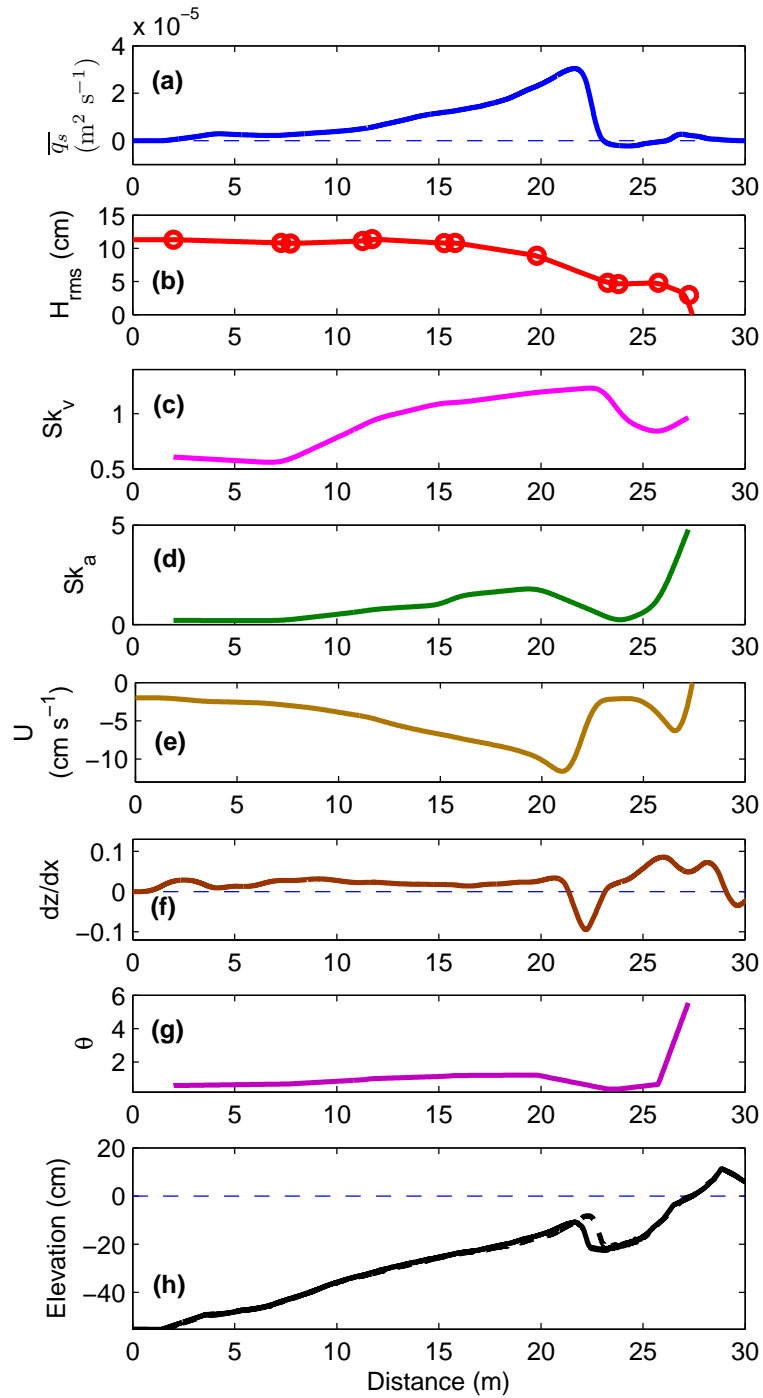 x 10⁻⁵
4
2
0
(a)
q̅ₛ
(m² s⁻¹)
0 5 10 15 20 25 30
15
10
5
0
(b)
H_rms (cm)
0 5 10 15 20 25 30
1
0.5
(c)
Sk_v
0 5 10 15 20 25 30
5
0
(d)
Sk_a
0 5 10 15 20 25 30
0
−5
−10
(e)
U
(cm s⁻¹)
0 5 10 15 20 25 30
0.1
0
−0.1
(f)
dz/dx
0 5 10 15 20 25 30
6
4
2
(g)
θ
0 5 10 15 20 25 30
20
0
−20
−40
(h)
Elevation (cm)
0 5 10 15 20 25 30
Distance (m)